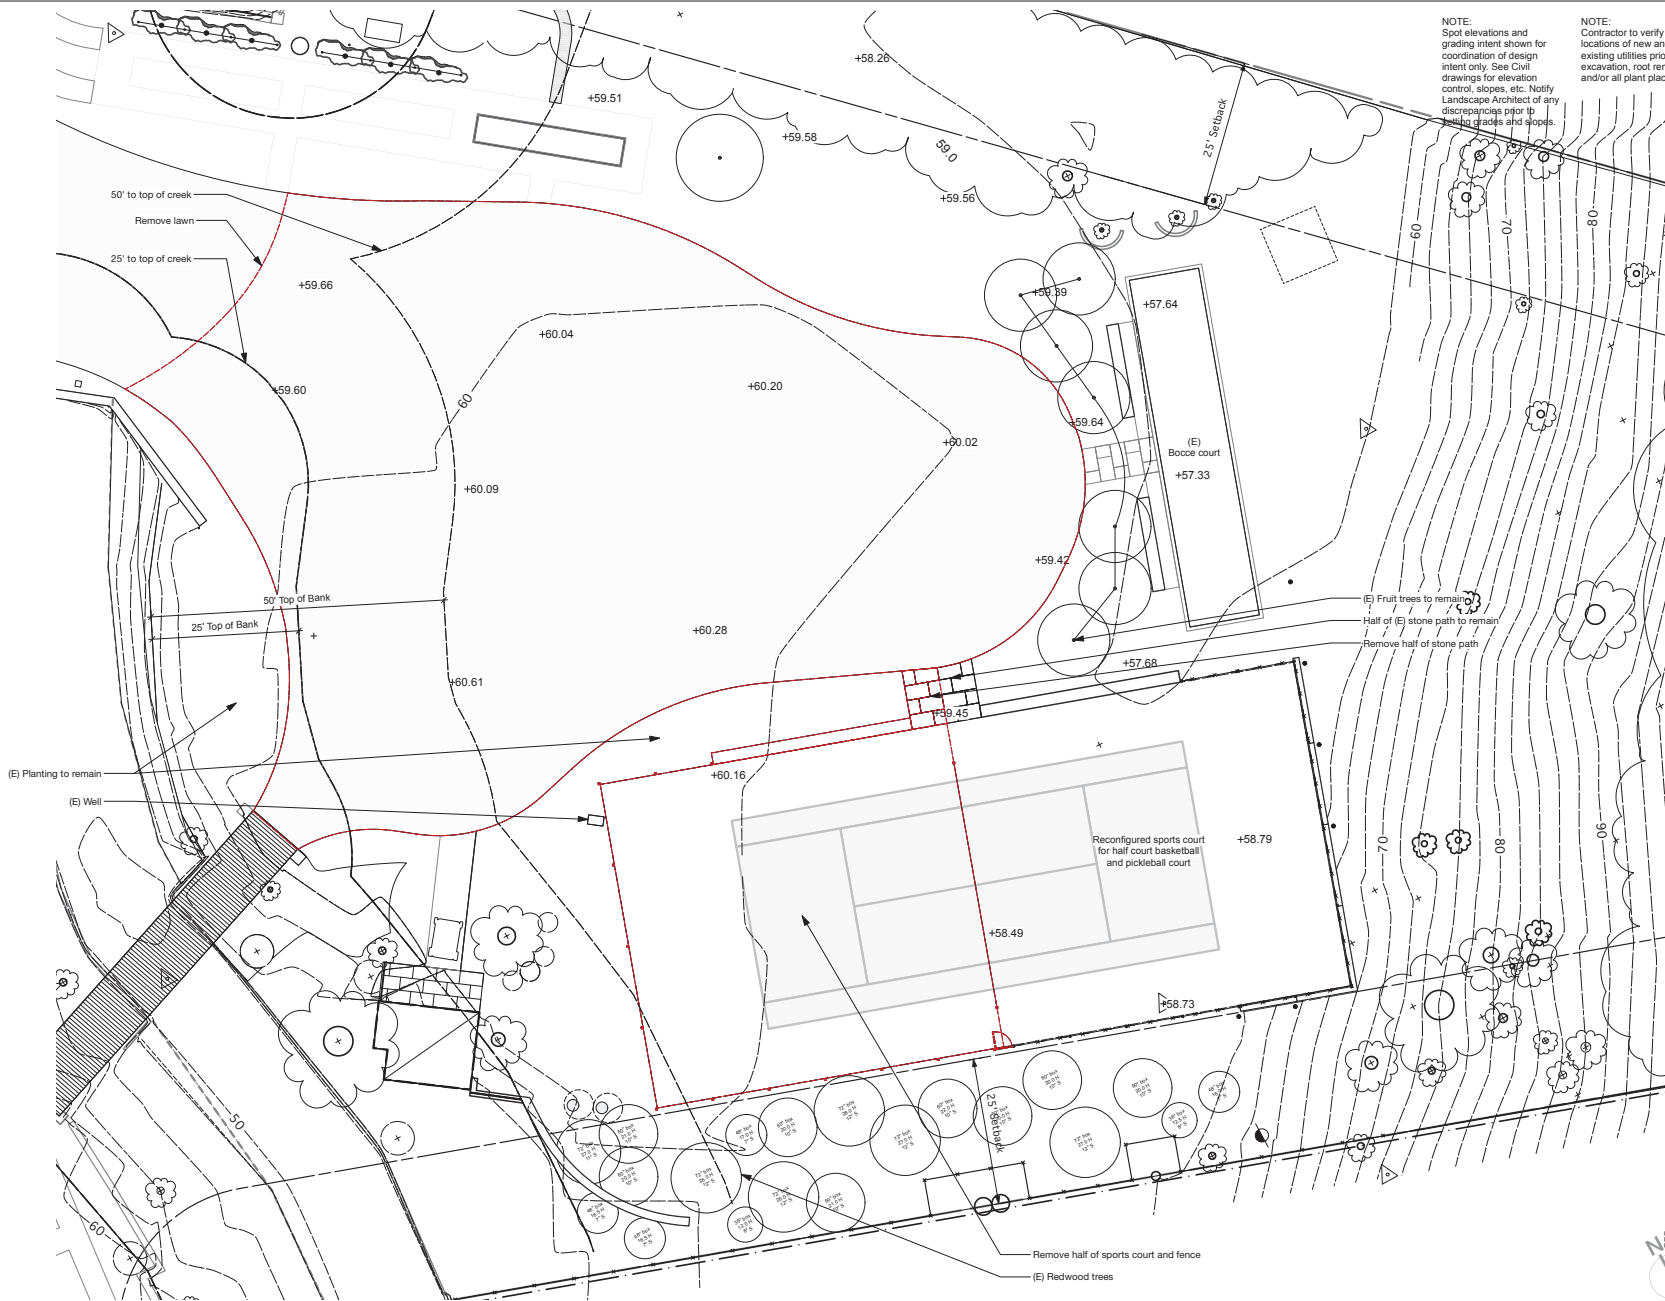 NOTE:
Spot elevations and
grading intent shown for
coordination of design
intent only. See Civil
drawings for elevation
control, slopes, etc. Notify
Landscape Architect of any
discrepancies prior to
setting grades and slopes.
NOTE:
Contractor to verify
locations of new an
existing utilities prio
excavation, root rem
and/or all plant plac
+58.26
+59.51
+59.58
59.0
+59.56
25' Setback
50' to top of creek
Remove lawn
25' to top of creek
+59.66
+59.39
+57.64
60
70
80
+60.04
+59.60
60
+60.20
+59.64
+60.02
(E)
Bocce court
+57.33
+60.09
+59.42
50' Top of Bank
25' Top of Bank
+60.28
(E) Fruit trees to remain
Half of (E) stone path to remain
Remove half of stone path
+57.68
+60.61
+59.45
(E) Planting to remain
+60.16
(E) Well
Reconfigured sports court
for half court basketball
and pickleball court
+58.79
70
80
90
+58.49
+58.73
25' Setback
50
60
Remove half of sports court and fence
(E) Redwood trees
N